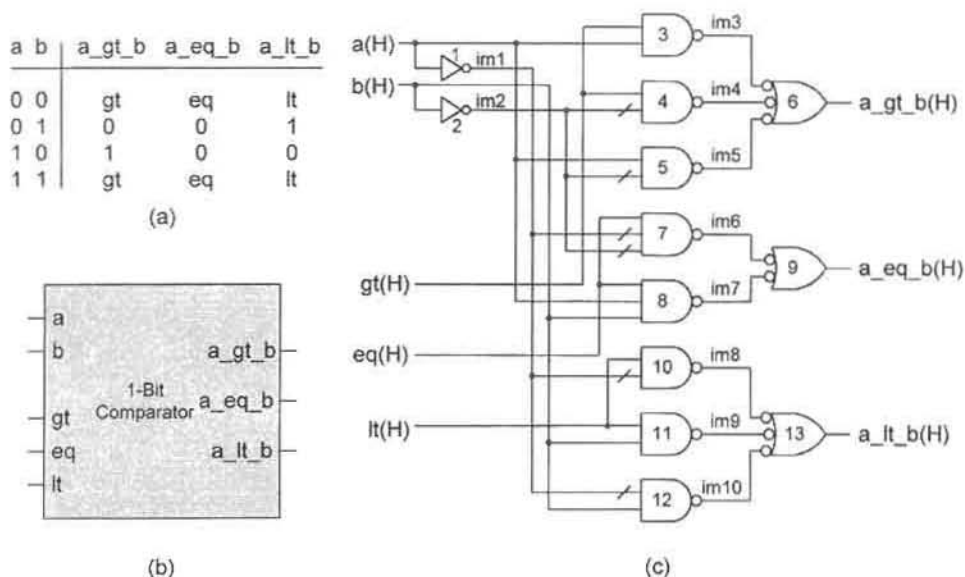 a b a_gt_b a_eq_b a_lt_b
0 0 gt eq lt
0 1 0 0 1
1 0 1 0 0
1 1 gt eq lt
(a)
a
b
gt
eq
lt
1-Bit
Comparator
a_gt_b
a_eq_b
a_lt_b
(b)
a(H)
b(H)
gt(H)
eq(H)
lt(H)
1
im1
2
im2
3
im3
4
im4
5
im5
6
a_gt_b(H)
7
im6
8
im7
9
a_eq_b(H)
10
im8
11
im9
12
im10
13
a_lt_b(H)
(c)